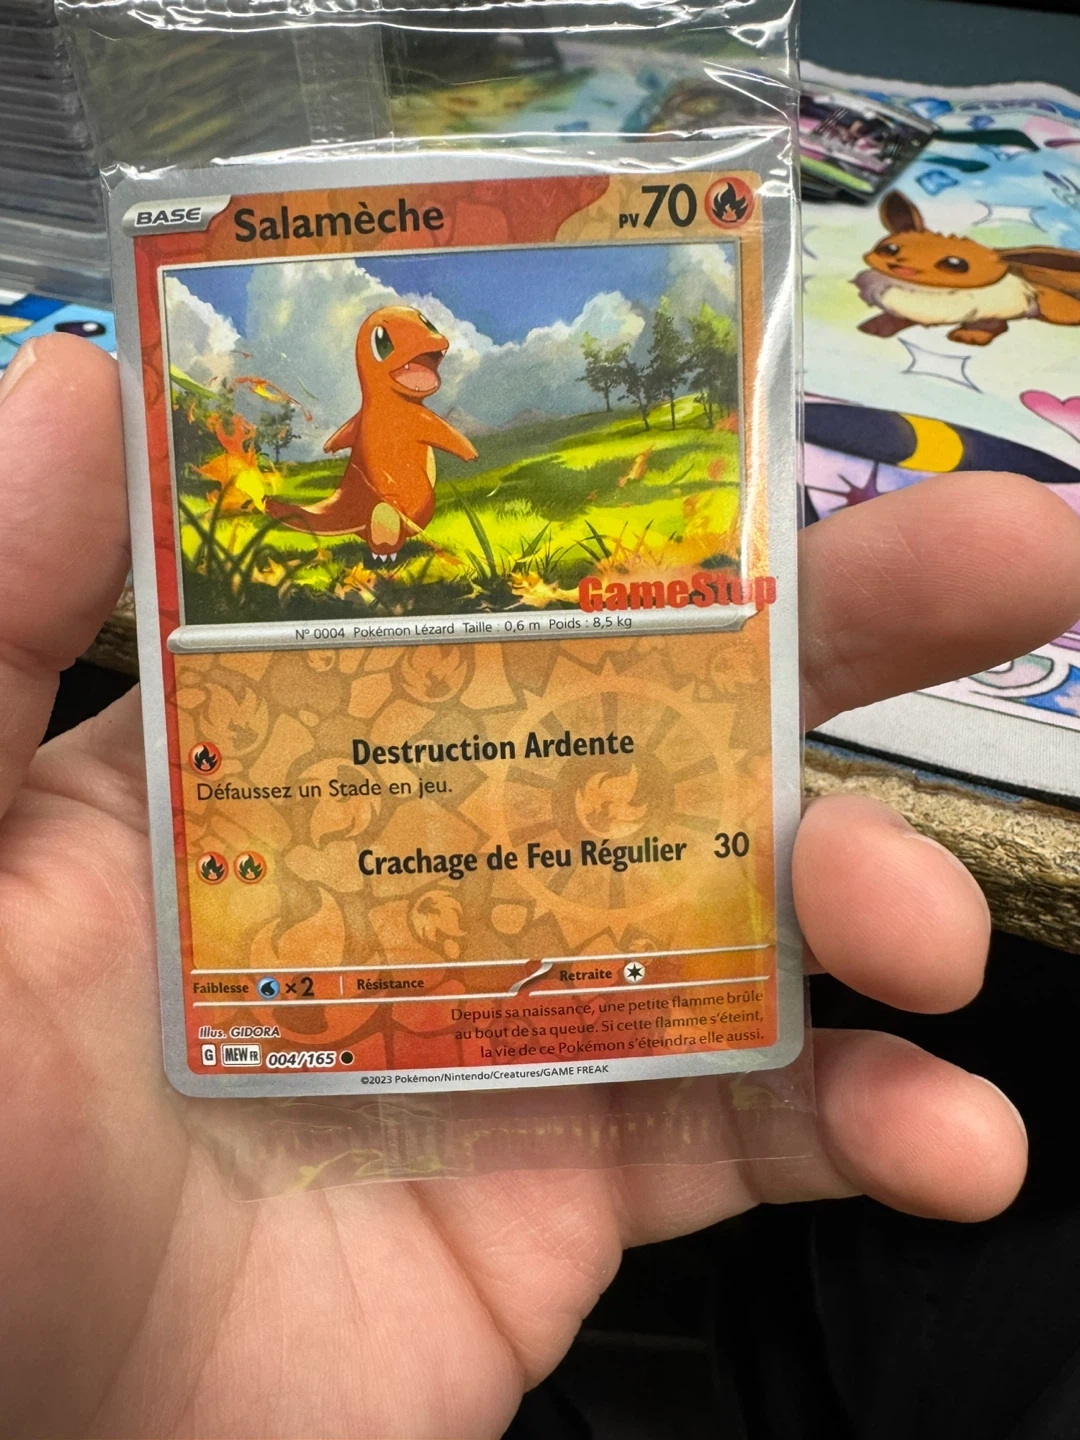 BASE Salamèche PV 70
GameStop
N° 0004 Pokémon Lézard Taille : 0,6 m Poids : 8,5 kg
Destruction Ardente
Défaussez un Stade en jeu.
Crachage de Feu Régulier 30
Faiblesse ×2 Résistance Retraite
Depuis sa naissance, une petite flamme brûle
au bout de sa queue. Si cette flamme s'éteint,
la vie de ce Pokémon s'éteindra elle aussi.
Illus. GIDORA
G MEW FR 004/165
©2023 Pokémon/Nintendo/Creatures/GAME FREAK